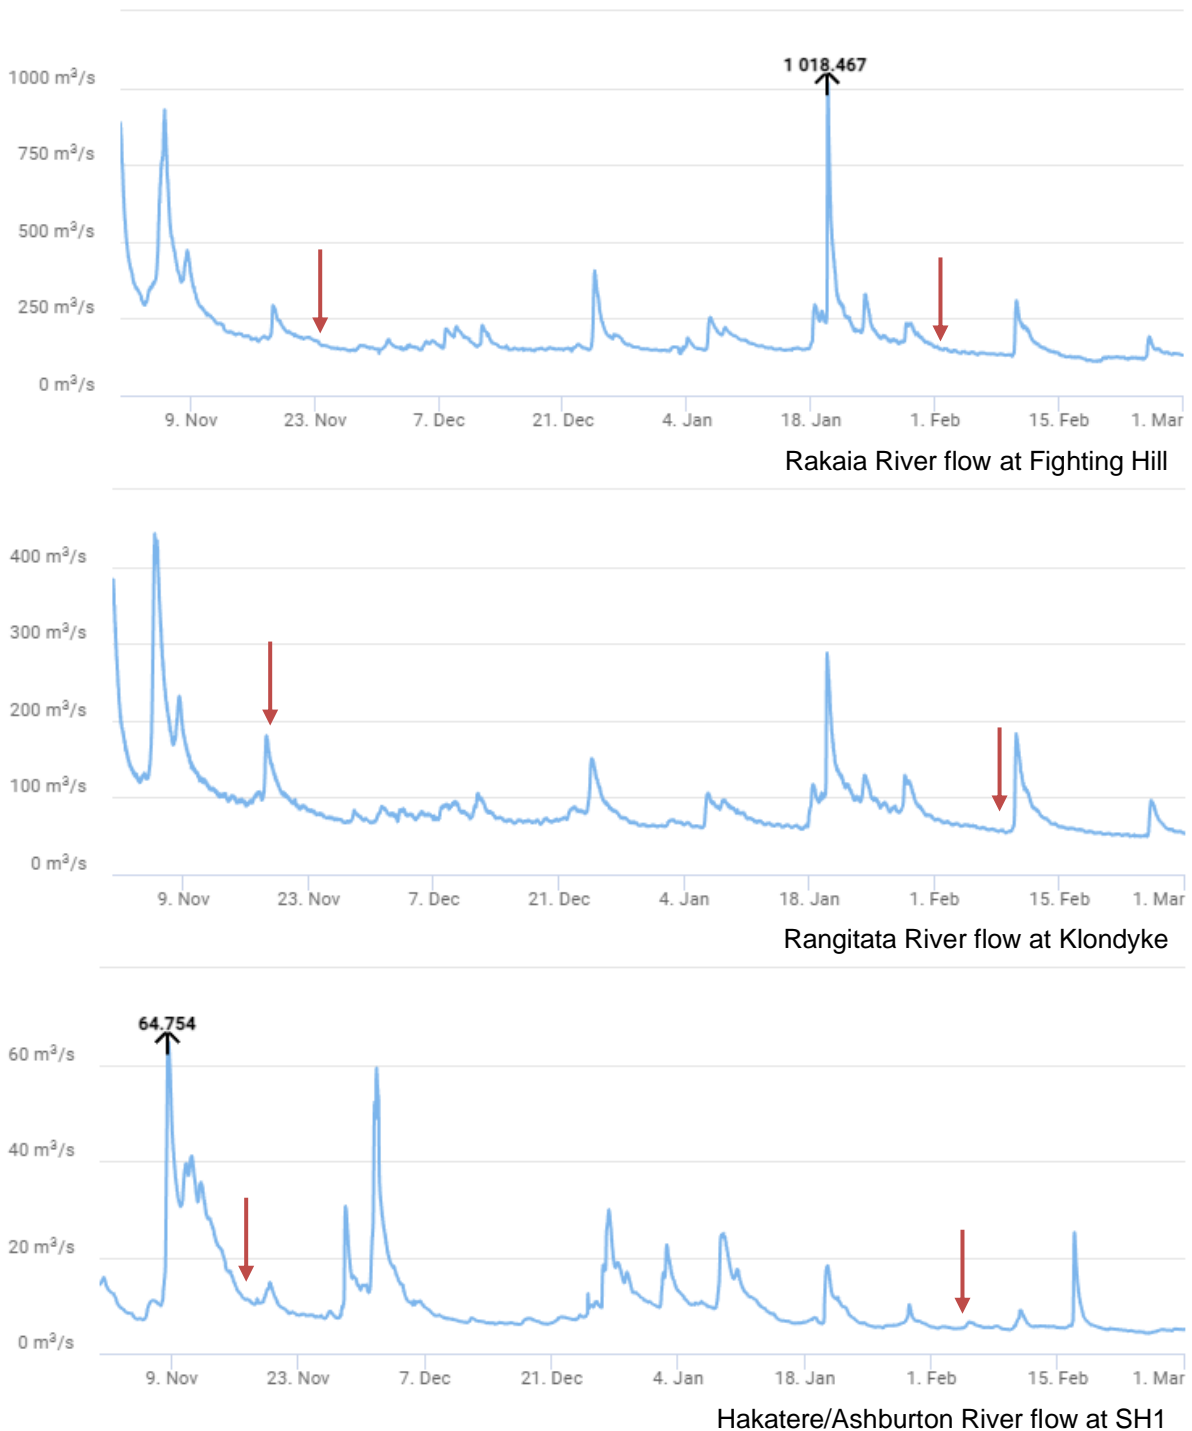 1 018.467
1000 m³/s
750 m³/s
500 m³/s
250 m³/s
0 m³/s
9. Nov 23. Nov 7. Dec 21. Dec 4. Jan 18. Jan 1. Feb 15. Feb 1. Mar
Rakaia River flow at Fighting Hill
400 m³/s
300 m³/s
200 m³/s
100 m³/s
0 m³/s
9. Nov 23. Nov 7. Dec 21. Dec 4. Jan 18. Jan 1. Feb 15. Feb 1. Mar
Rangitata River flow at Klondyke
64.754
60 m³/s
40 m³/s
20 m³/s
0 m³/s
9. Nov 23. Nov 7. Dec 21. Dec 4. Jan 18. Jan 1. Feb 15. Feb 1. Mar
Hakatere/Ashburton River flow at SH1